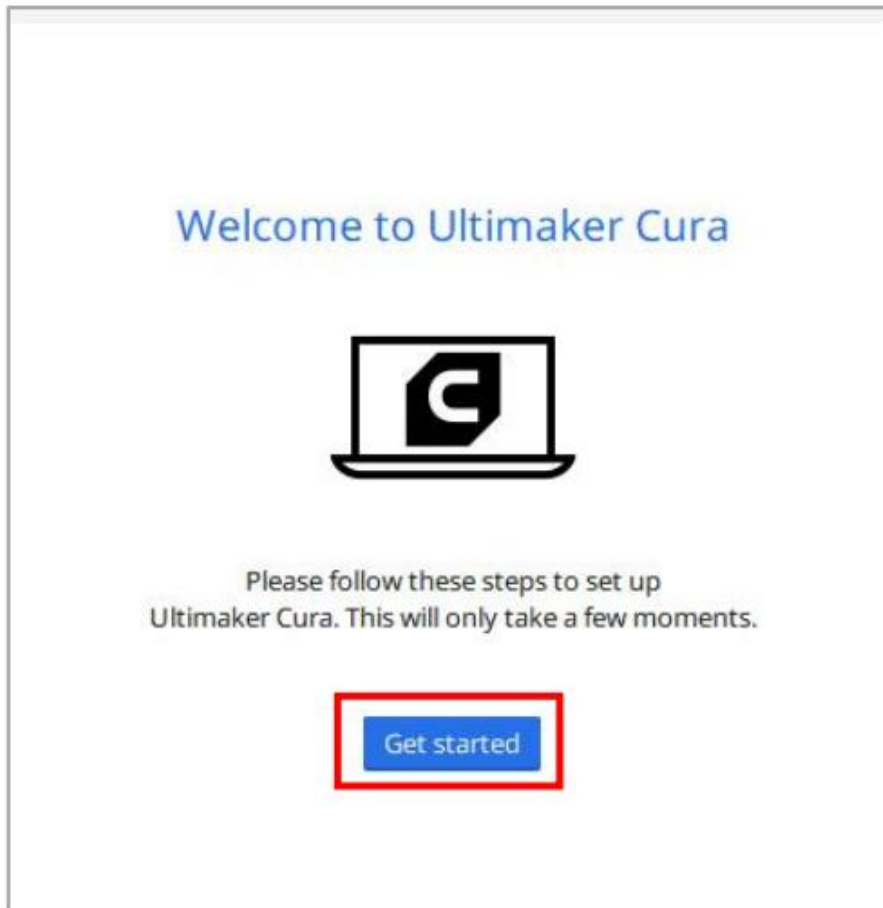 Welcome to Ultimaker Cura
Please follow these steps to set up
Ultimaker Cura. This will only take a few moments.
Get started